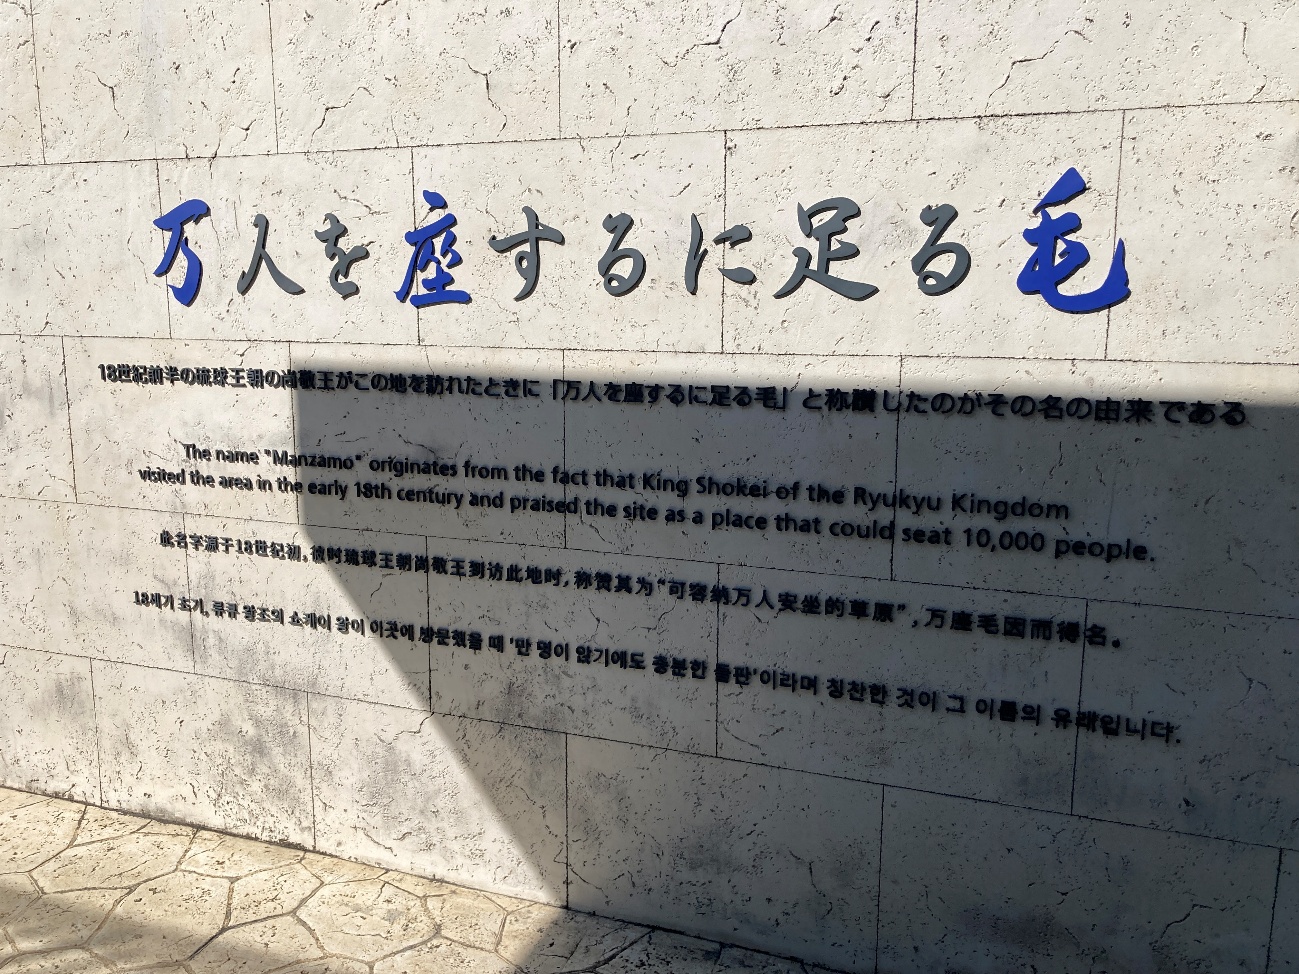 万人を座するに足る毛
18世紀前半の琉球王朝の尚敬王がこの地を訪れたときに「万人を座するに足る毛」と称讃したのがその名の由来である
The name "Manzamo" originates from the fact that King Shokei of the Ryukyu Kingdom
visited the area in the early 18th century and praised the site as a place that could seat 10,000 people.
此名字源于18世纪初。彼时琉球王朝尚敬王到访此地时，称赞其为“可容纳万人安坐的草原”，万座毛因而得名。
18세기 초기, 류큐 왕조의 쇼케이 왕이 이곳에 방문했을 때 '만 명이 앉기에도 충분한 들판'이라며 칭찬한 것이 그 이름의 유래입니다.